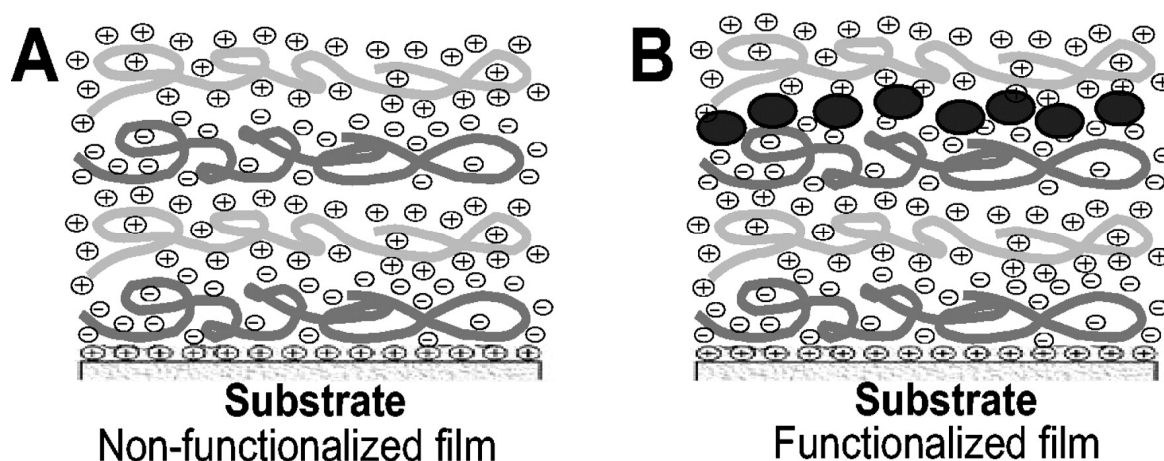 A
B
Substrate
Non-functionalized film
Substrate
Functionalized film